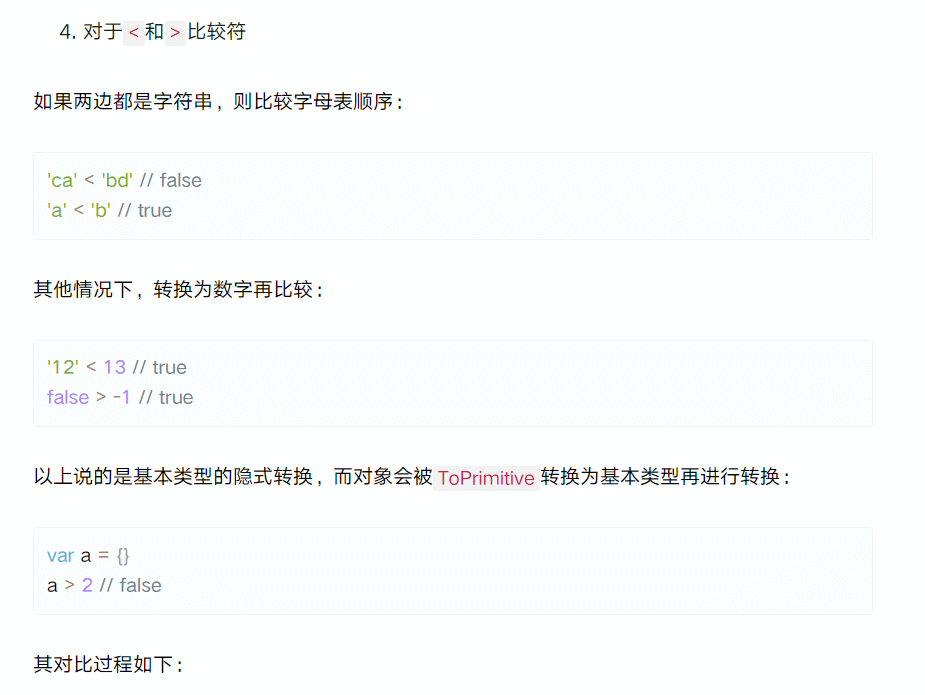 4. 对于 < 和 > 比较符
如果两边都是字符串，则比较字母表顺序：
'ca' < 'bd' // false
'a' < 'b' // true
其他情况下，转换为数字再比较：
'12' < 13 // true
false > -1 // true
以上说的是基本类型的隐式转换，而对象会被 ToPrimitive 转换为基本类型再进行转换：
var a = {}
a > 2 // false
其对比过程如下：